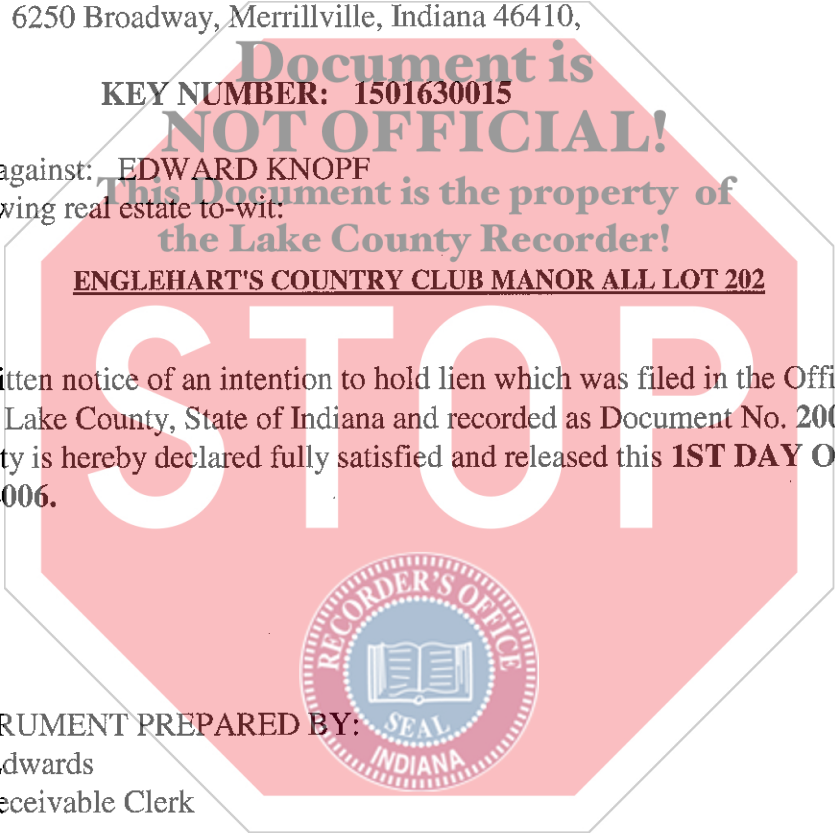 6250 Broadway, Merrillville, Indiana 46410,
Document is
KEY NUMBER: 1501630015
NOT OFFICIAL!
against: EDWARD KNOPF
This Document is the property of
wing real estate to-wit:
the Lake County Recorder!
ENGLEHART'S COUNTRY CLUB MANOR ALL LOT 202
STOP
itten notice of an intention to hold lien which was filed in the Offi
Lake County, State of Indiana and recorded as Document No. 200
ty is hereby declared fully satisfied and released this 1ST DAY O
006.
RECORDER'S OFFICE
SEAL
INDIANA
RUMENT PREPARED BY:
dwards
eceivable Clerk